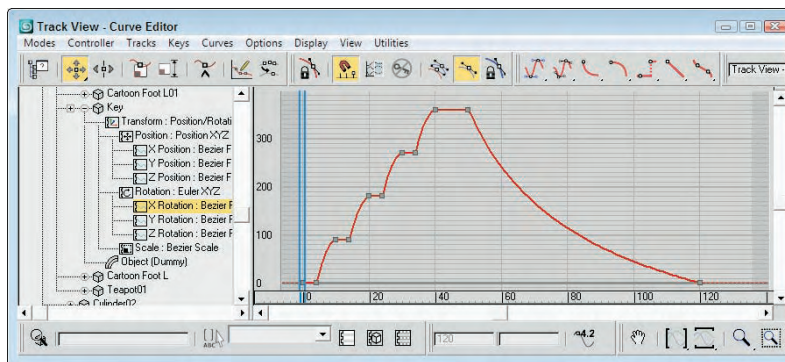 Track View - Curve Editor
Modes Controller Tracks Keys Curves Options Display View Utilities
Track View -
Cartoon Foot L01
Key
Transform : Position/Rotati
Position : Position XYZ
X Position : Bezier F
Y Position : Bezier F
Z Position : Bezier F
Rotation : Euler XYZ
X Rotation : Bezier F
Y Rotation : Bezier F
Z Rotation : Bezier F
Scale : Bezier Scale
Object (Dummy)
Cartoon Foot L
Teapot01
Cylinder02
300
200
100
0
0 20 40 60 80 100 120
ABC
120
4.2